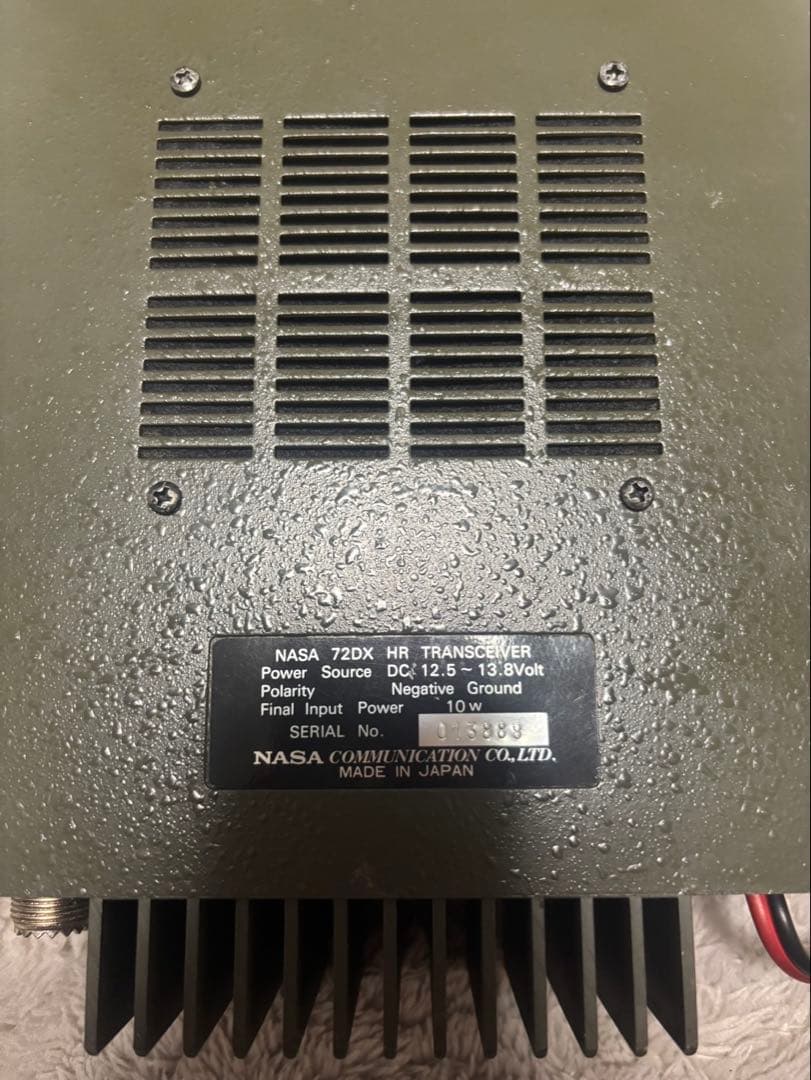 NASA 72DX HR TRANSCEIVER
Power Source DC 12.5~13.8Volt
Polarity Negative Ground
Final Input Power 10w
SERIAL No.
NASA COMMUNICATION CO.,LTD.
MADE IN JAPAN